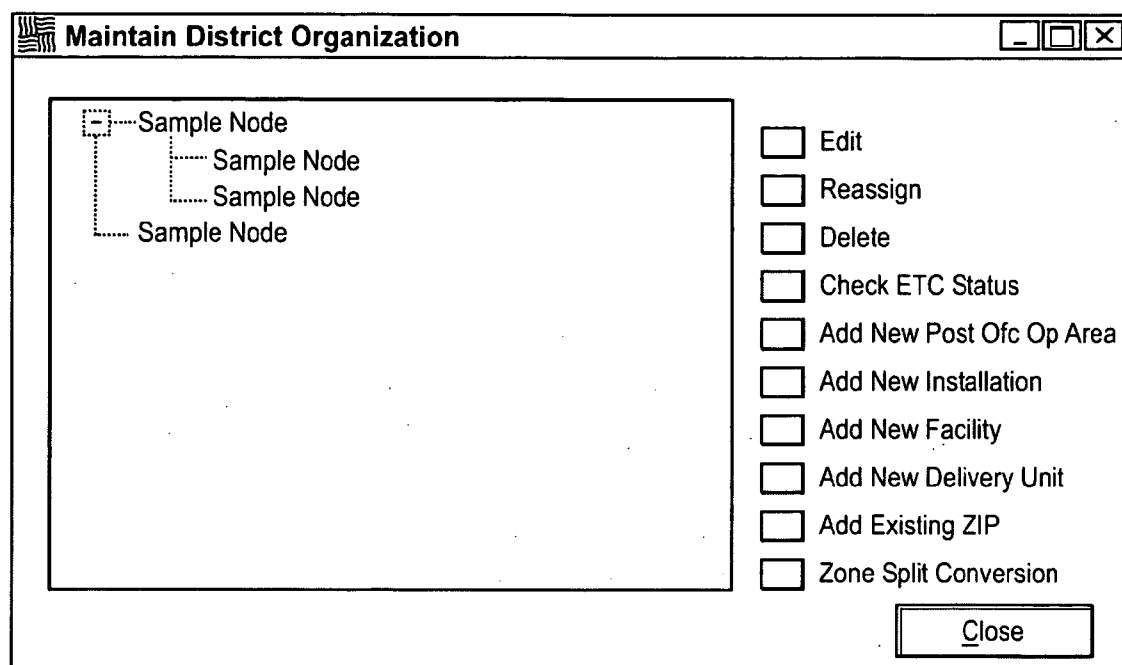 Maintain District Organization
Sample Node
Sample Node
Sample Node
Sample Node
Edit
Reassign
Delete
Check ETC Status
Add New Post Ofc Op Area
Add New Installation
Add New Facility
Add New Delivery Unit
Add Existing ZIP
Zone Split Conversion
Close